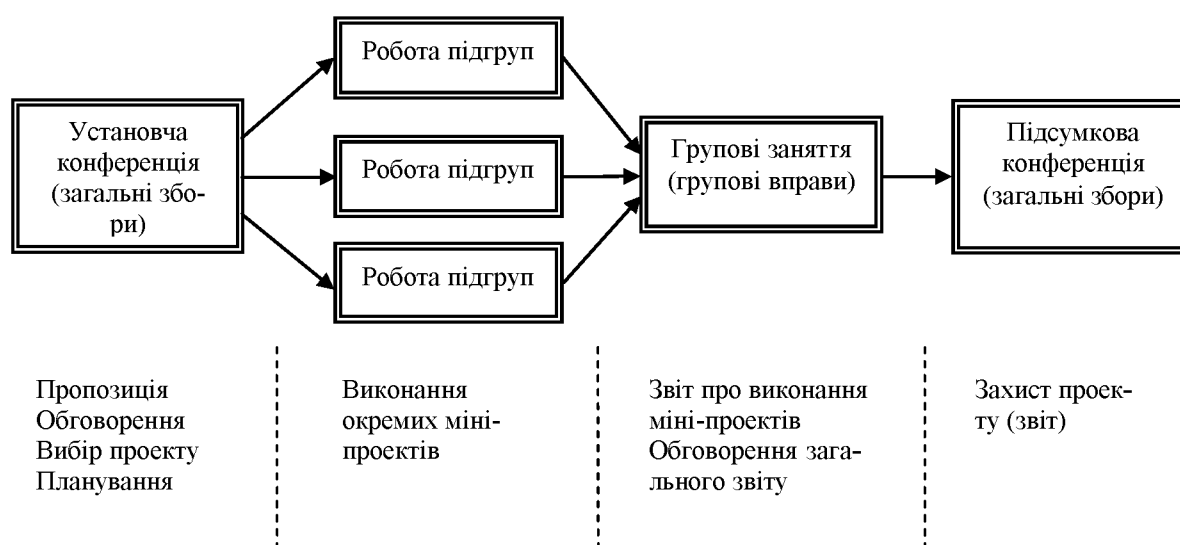 Установча
конференція
(загальні збо-
ри)
Робота підгруп
Робота підгруп
Робота підгруп
Групові заняття
(групові вправи)
Підсумкова
конференція
(загальні збори)
Пропозиція
Обговорення
Вибір проекту
Планування
Виконання
окремих міні-
проектів
Звіт про виконання
міні-проектів
Обговорення зага-
льного звіту
Захист проек-
ту (звіт)